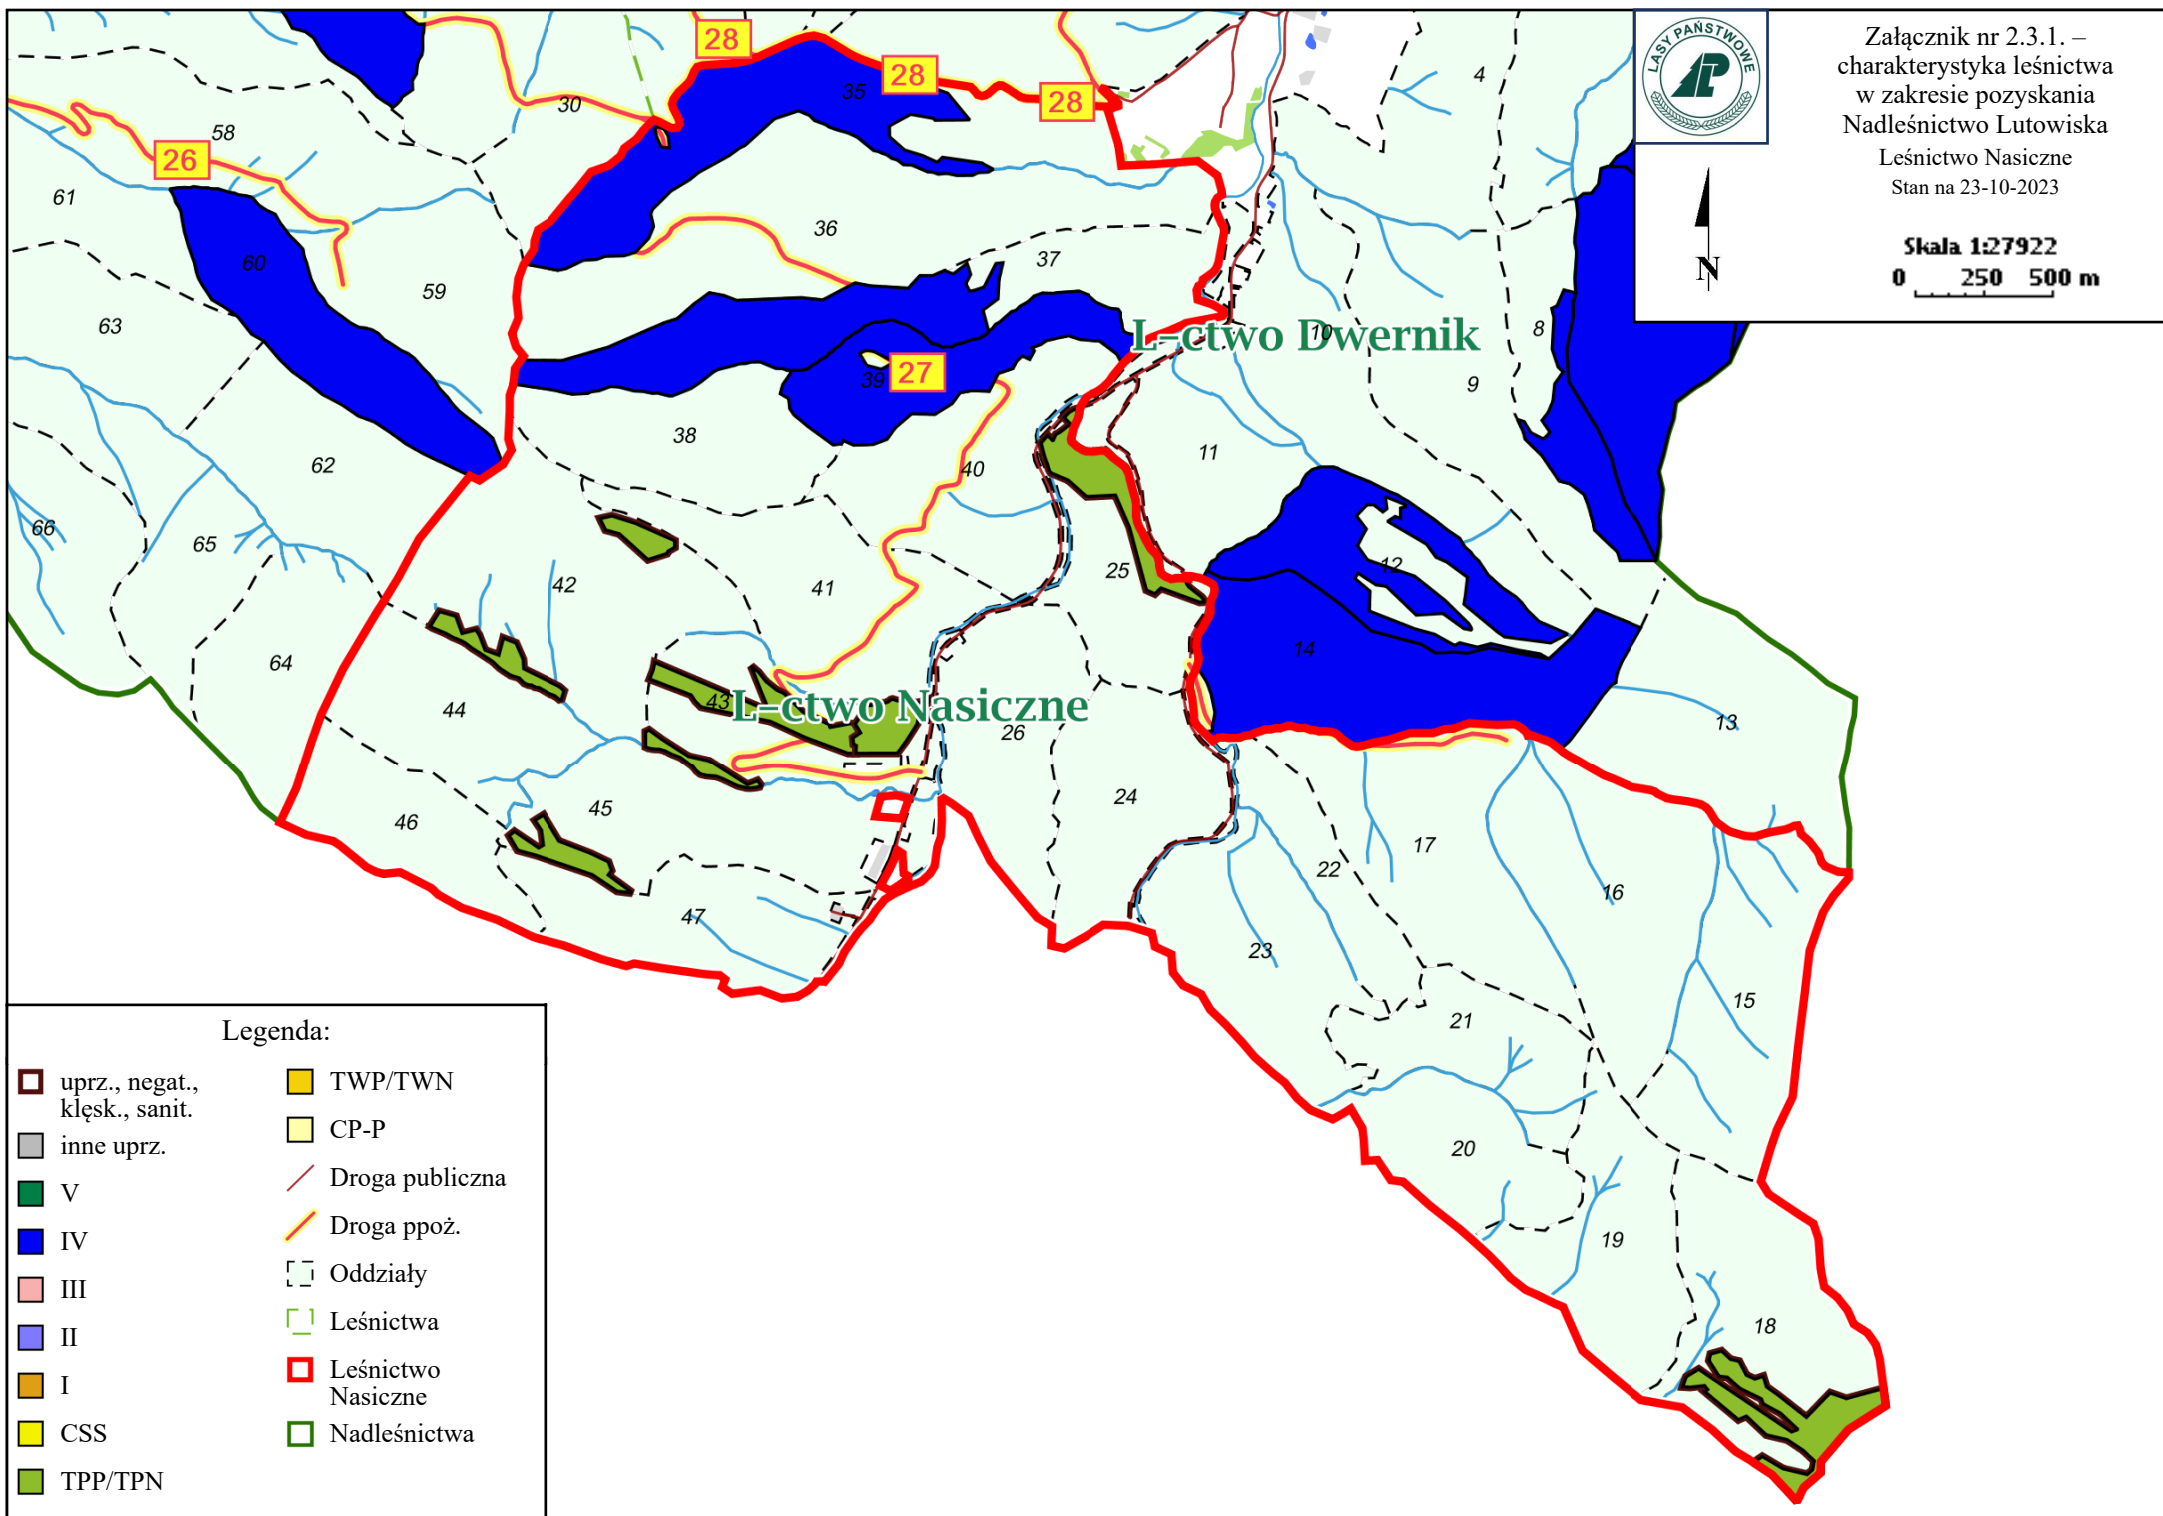 LASY PAŃSTWOWE
LP
Załącznik nr 2.3.1. –
charakterystyka leśnictwa
w zakresie pozyskania
Nadleśnictwo Lutowiska
Leśnictwo Nasiczne
Stan na 23-10-2023
N
Skala 1:27922
0 250 500 m
28
28
28
35
30
58
26
4
61
36
60
59
37
63
L-ctwo Dwernik
10
8
39
27
9
38
62
40
11
66
65
42
41
25
12
64
14
44
43
L-ctwo Nasiczne
26
13
46
45
24
17
22
16
47
23
15
21
20
19
18
Legenda:
uprz., negat.,
klęsk., sanit.
inne uprz.
V
IV
III
II
I
CSS
TPP/TPN
TWP/TWN
CP-P
Droga publiczna
Droga ppoż.
Oddziały
Leśnictwa
Leśnictwo
Nasiczne
Nadleśnictwa